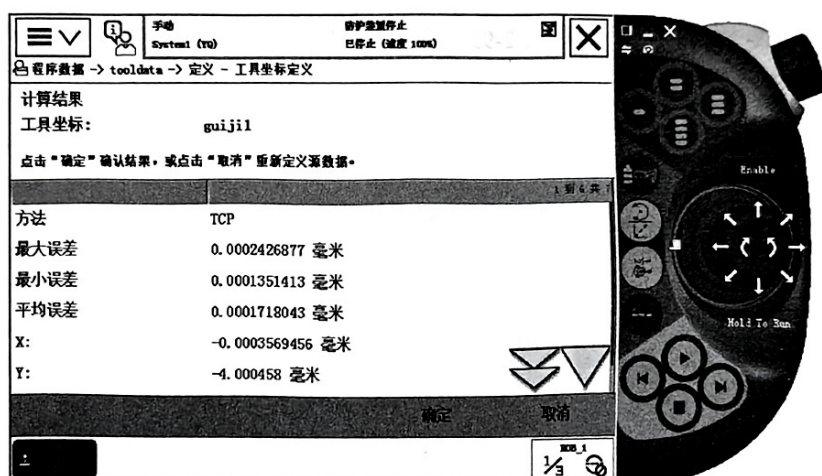 手动
System1 (YQ)
防护装置停止
已停止 (速度 100%)
程序数据 -> tooldata -> 定义 - 工具坐标定义
计算结果
工具坐标: guiji1
点击“确定”确认结果，或点击“取消”重新定义源数据。
1 到 6 共
方法 TCP
最大误差 0.0002426877 毫米
最小误差 0.0001351413 毫米
平均误差 0.0001718043 毫米
X: -0.0003569456 毫米
Y: -4.000458 毫米
确定 取消
ROB_1
1/3
Enable
Hold To Run